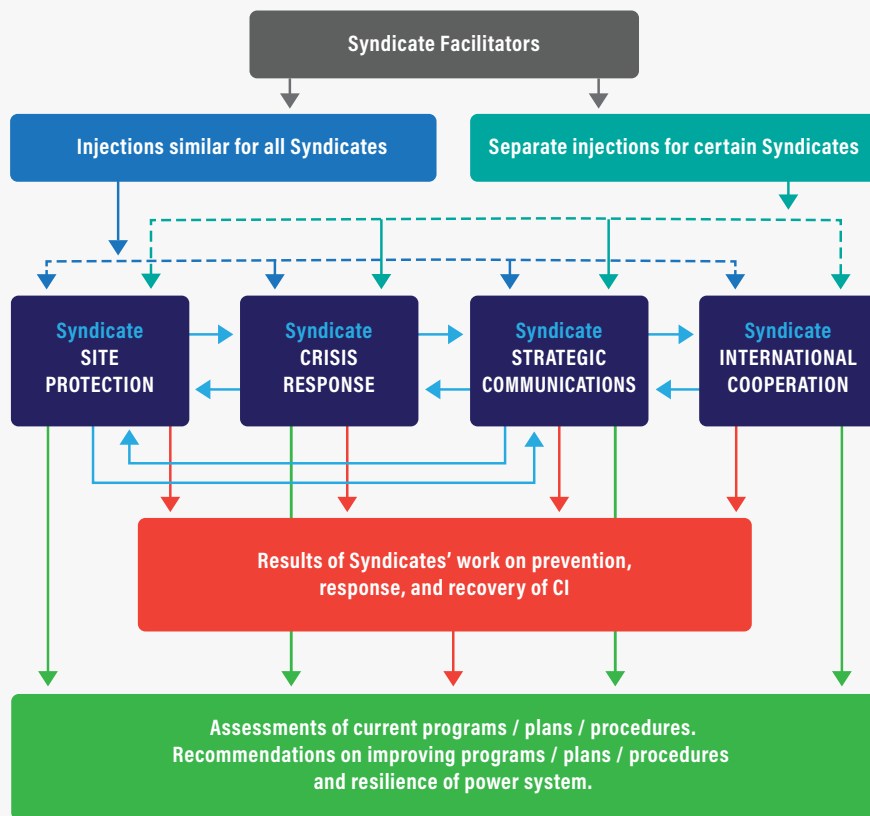 Syndicate Facilitators
Injections similar for all Syndicates
Separate injections for certain Syndicates
Syndicate
SITE
PROTECTION
Syndicate
CRISIS
RESPONSE
Syndicate
STRATEGIC
COMMUNICATIONS
Syndicate
INTERNATIONAL
COOPERATION
Results of Syndicates’ work on prevention,
response, and recovery of CI
Assessments of current programs / plans / procedures.
Recommendations on improving programs / plans / procedures
and resilience of power system.